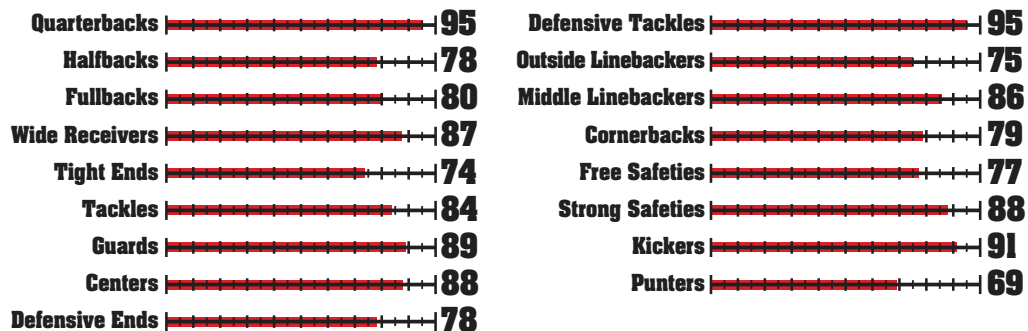 Quarterbacks 95
Halfbacks 78
Fullbacks 80
Wide Receivers 87
Tight Ends 74
Tackles 84
Guards 89
Centers 88
Defensive Ends 78
Defensive Tackles 95
Outside Linebackers 75
Middle Linebackers 86
Cornerbacks 79
Free Safeties 77
Strong Safeties 88
Kickers 91
Punters 69